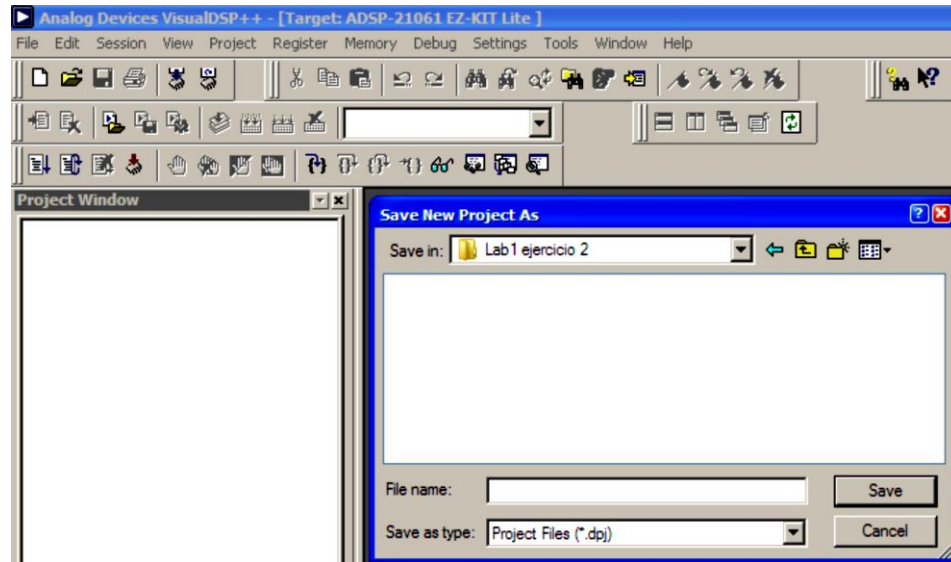 Analog Devices VisualDSP++ - [Target: ADSP-21061 EZ-KIT Lite ]
File Edit Session View Project Register Memory Debug Settings Tools Window Help
Project Window
Save New Project As
Save in: Lab1 ejercicio 2
File name:
Save
Save as type: Project Files (*.dpj)
Cancel